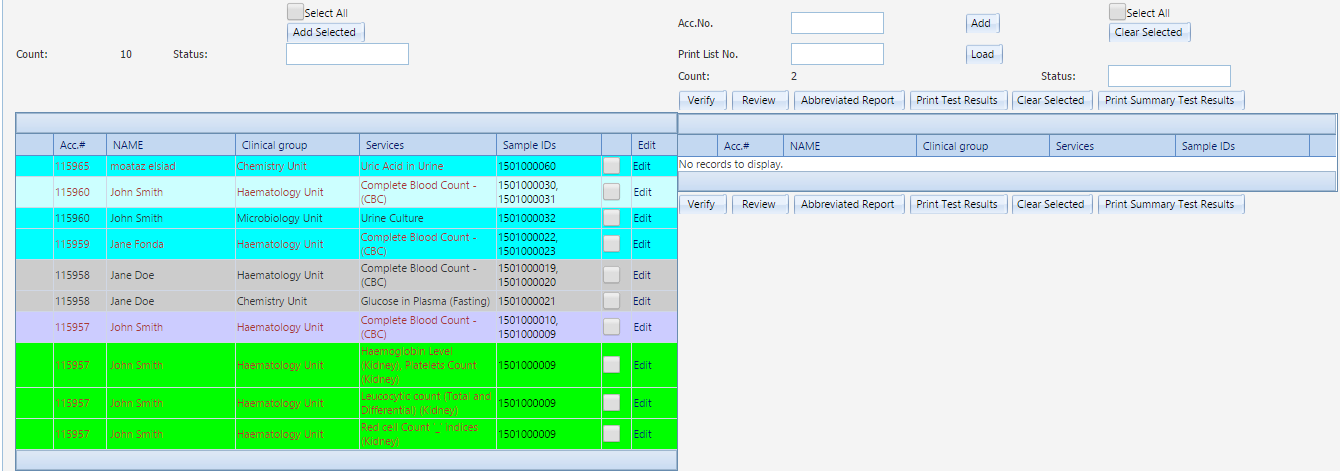 Select All
Add Selected
Count: 10 Status:
Acc.# NAME Clinical group Services Sample IDs Edit
115965 moataz elsiad Chemistry Unit Uric Acid in Urine 1501000060 Edit
115960 John Smith Haematology Unit Complete Blood Count - 1501000030, Edit
(CBC) 1501000031
115960 John Smith Microbiology Unit Urine Culture 1501000032 Edit
115959 Jane Fonda Haematology Unit Complete Blood Count - 1501000022, Edit
(CBC) 1501000023
115958 Jane Doe Haematology Unit Complete Blood Count - 1501000019, Edit
(CBC) 1501000020
115958 Jane Doe Chemistry Unit Glucose in Plasma (Fasting) 1501000021 Edit
115957 John Smith Haematology Unit Complete Blood Count - 1501000010, Edit
(CBC) 1501000009
Haemoglobin Level
115957 John Smith Haematology Unit (Kidney), Platelets Count 1501000009 Edit
(Kidney)
115957 John Smith Haematology Unit Leucocytic count (Total and 1501000009 Edit
Differential) (Kidney)
115957 John Smith Haematology Unit Red cell Count '_' indices 1501000009 Edit
(Kidney)
Acc.No. Add Select All
Clear Selected
Print List No. Load
Count: 2 Status:
Verify Review Abbreviated Report Print Test Results Clear Selected Print Summary Test Results
Acc.# NAME Clinical group Services Sample IDs
No records to display.
Verify Review Abbreviated Report Print Test Results Clear Selected Print Summary Test Results